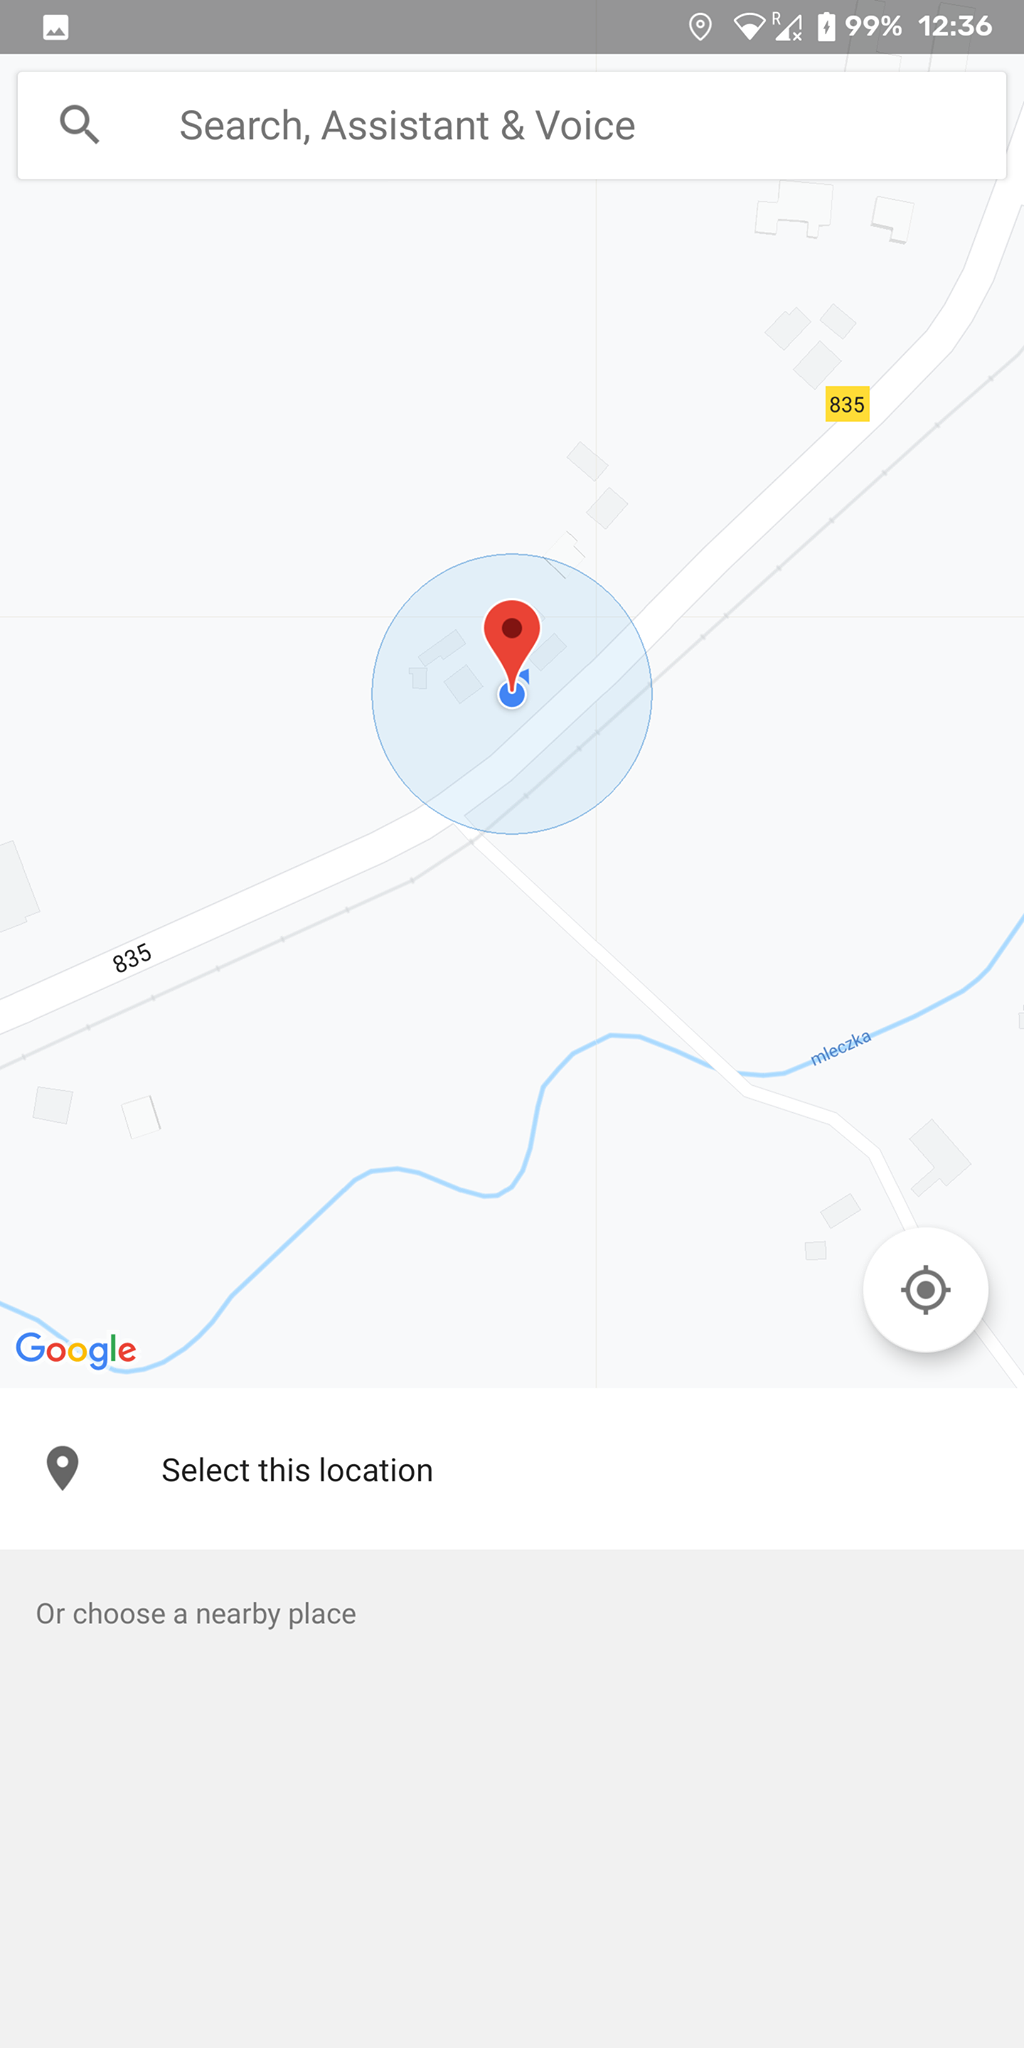 R 99% 12:36
Search, Assistant & Voice
835
835
mleczka
Google
Select this location
Or choose a nearby place